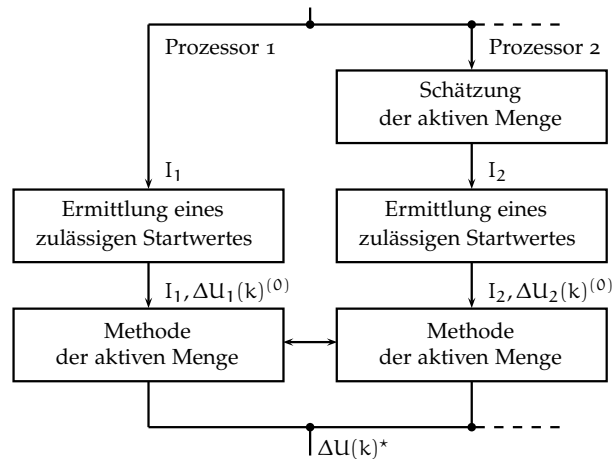 Prozessor 1
Prozessor 2
Schätzung
der aktiven Menge
I₁
I₂
Ermittlung eines
zulässigen Startwertes
Ermittlung eines
zulässigen Startwertes
I₁, ΔU₁(k)⁽⁰⁾
I₂, ΔU₂(k)⁽⁰⁾
Methode
der aktiven Menge
Methode
der aktiven Menge
ΔU(k)*